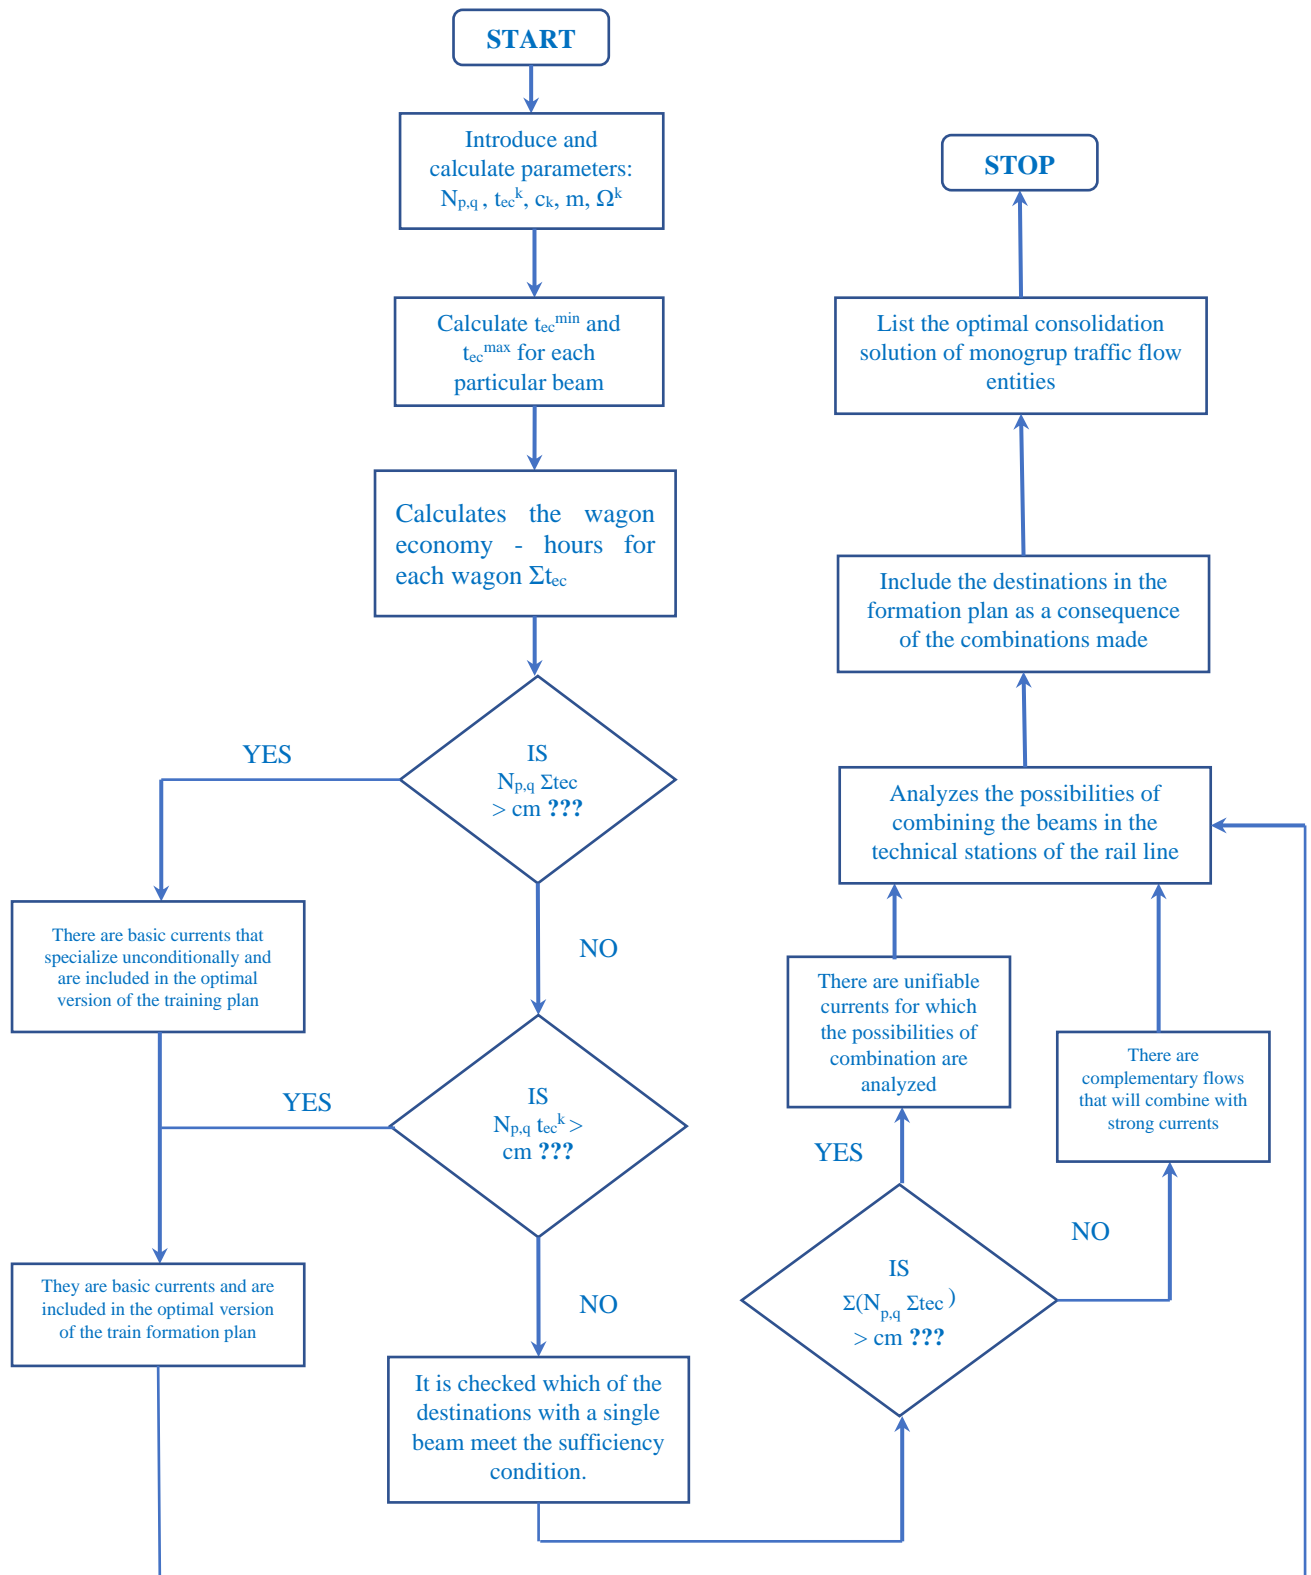 START
Introduce and
calculate parameters:
Np,q , tec^k, ck, m, Ω^k
Calculate tec^min and
tec^max for each
particular beam
Calculates the wagon
economy - hours for
each wagon Σtec
IS
Np,q Σtec
> cm ???
YES
NO
There are basic currents that
specialize unconditionally and
are included in the optimal
version of the training plan
IS
Np,q tec^k >
cm ???
YES
NO
They are basic currents and are
included in the optimal version
of the train formation plan
It is checked which of the
destinations with a single
beam meet the sufficiency
condition.
IS
Σ(Np,q Σtec )
> cm ???
YES
NO
There are unifiable
currents for which
the possibilities of
combination are
analyzed
There are
complementary flows
that will combine with
strong currents
Analyzes the possibilities of
combining the beams in the
technical stations of the rail line
Include the destinations in the
formation plan as a consequence
of the combinations made
List the optimal consolidation
solution of monogrup traffic flow
entities
STOP